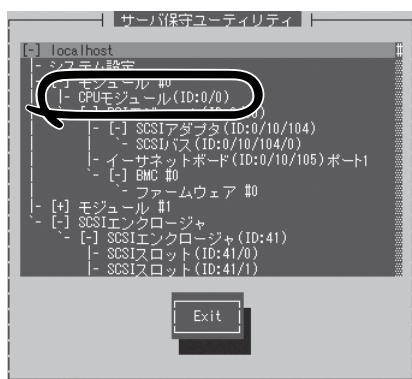 サーバ保守ユーティリティ
[-] localhost
|- システム設定
|- [-] モジュール #0
| |- CPUモジュール(ID:0/0)
| |- [-] SCSIアダプタ(ID:0/10/104)
| | `- SCSIバス(ID:0/10/104/0)
| |- イーサネットボード(ID:0/10/105)ポート1
| `- [-] BMC #0
| `- ファームウェア #0
|- [+] モジュール #1
`- [-] SCSIエンクロージャ
`- [-] SCSIエンクロージャ(ID:41)
|- SCSIスロット(ID:41/0)
|- SCSIスロット(ID:41/1)
Exit